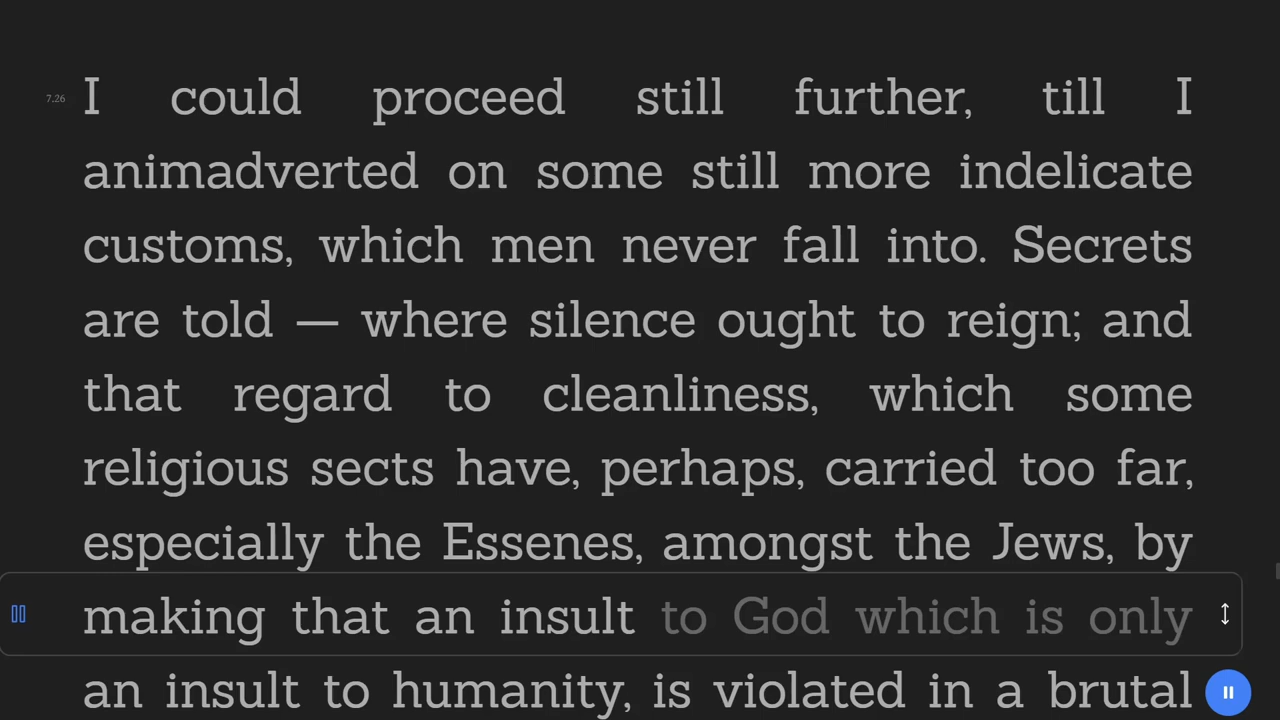 7.26
I could proceed still further, till I
animadverted on some still more indelicate
customs, which men never fall into. Secrets
are told — where silence ought to reign; and
that regard to cleanliness, which some
religious sects have, perhaps, carried too far,
especially the Essenes, amongst the Jews, by
making that an insult to God which is only
an insult to humanity, is violated in a brutal